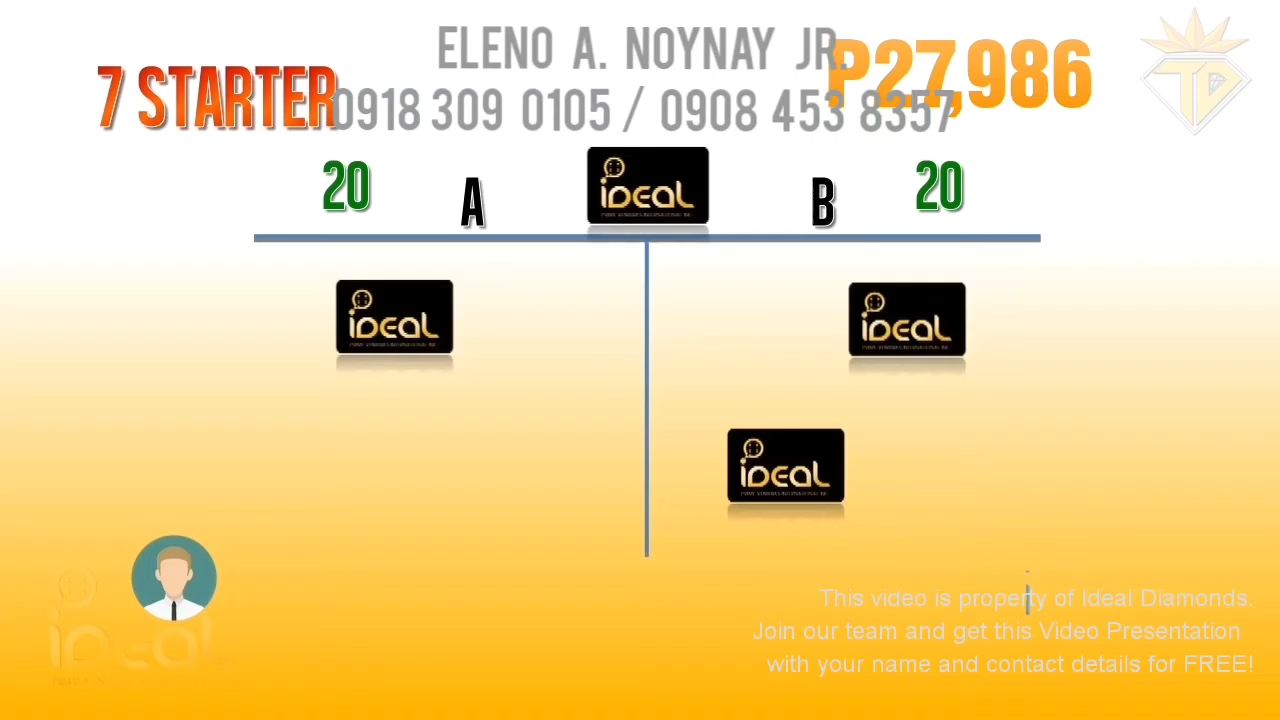 ELENO A. NOYNAY JR.
7 STARTER
P27,986
TD
0918 309 0105 / 0908 453 8357
20
A
iDEAL
B
20
iDEAL
iDEAL
iDEAL
iDEAL
This video is property of Ideal Diamonds.
Join our team and get this Video Presentation
with your name and contact details for FREE!